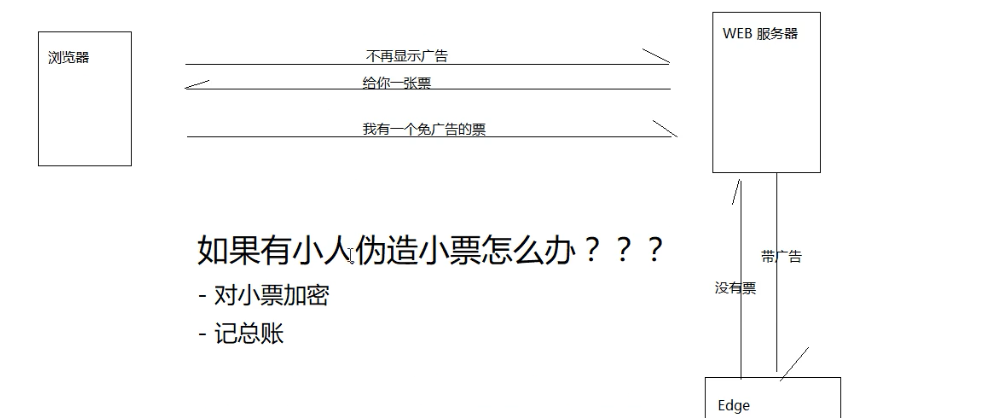 浏览器
WEB 服务器
不再显示广告
给你一张票
我有一个免广告的票
如果有小人伪造小票怎么办？？？
- 对小票加密
- 记总账
带广告
没有票
Edge